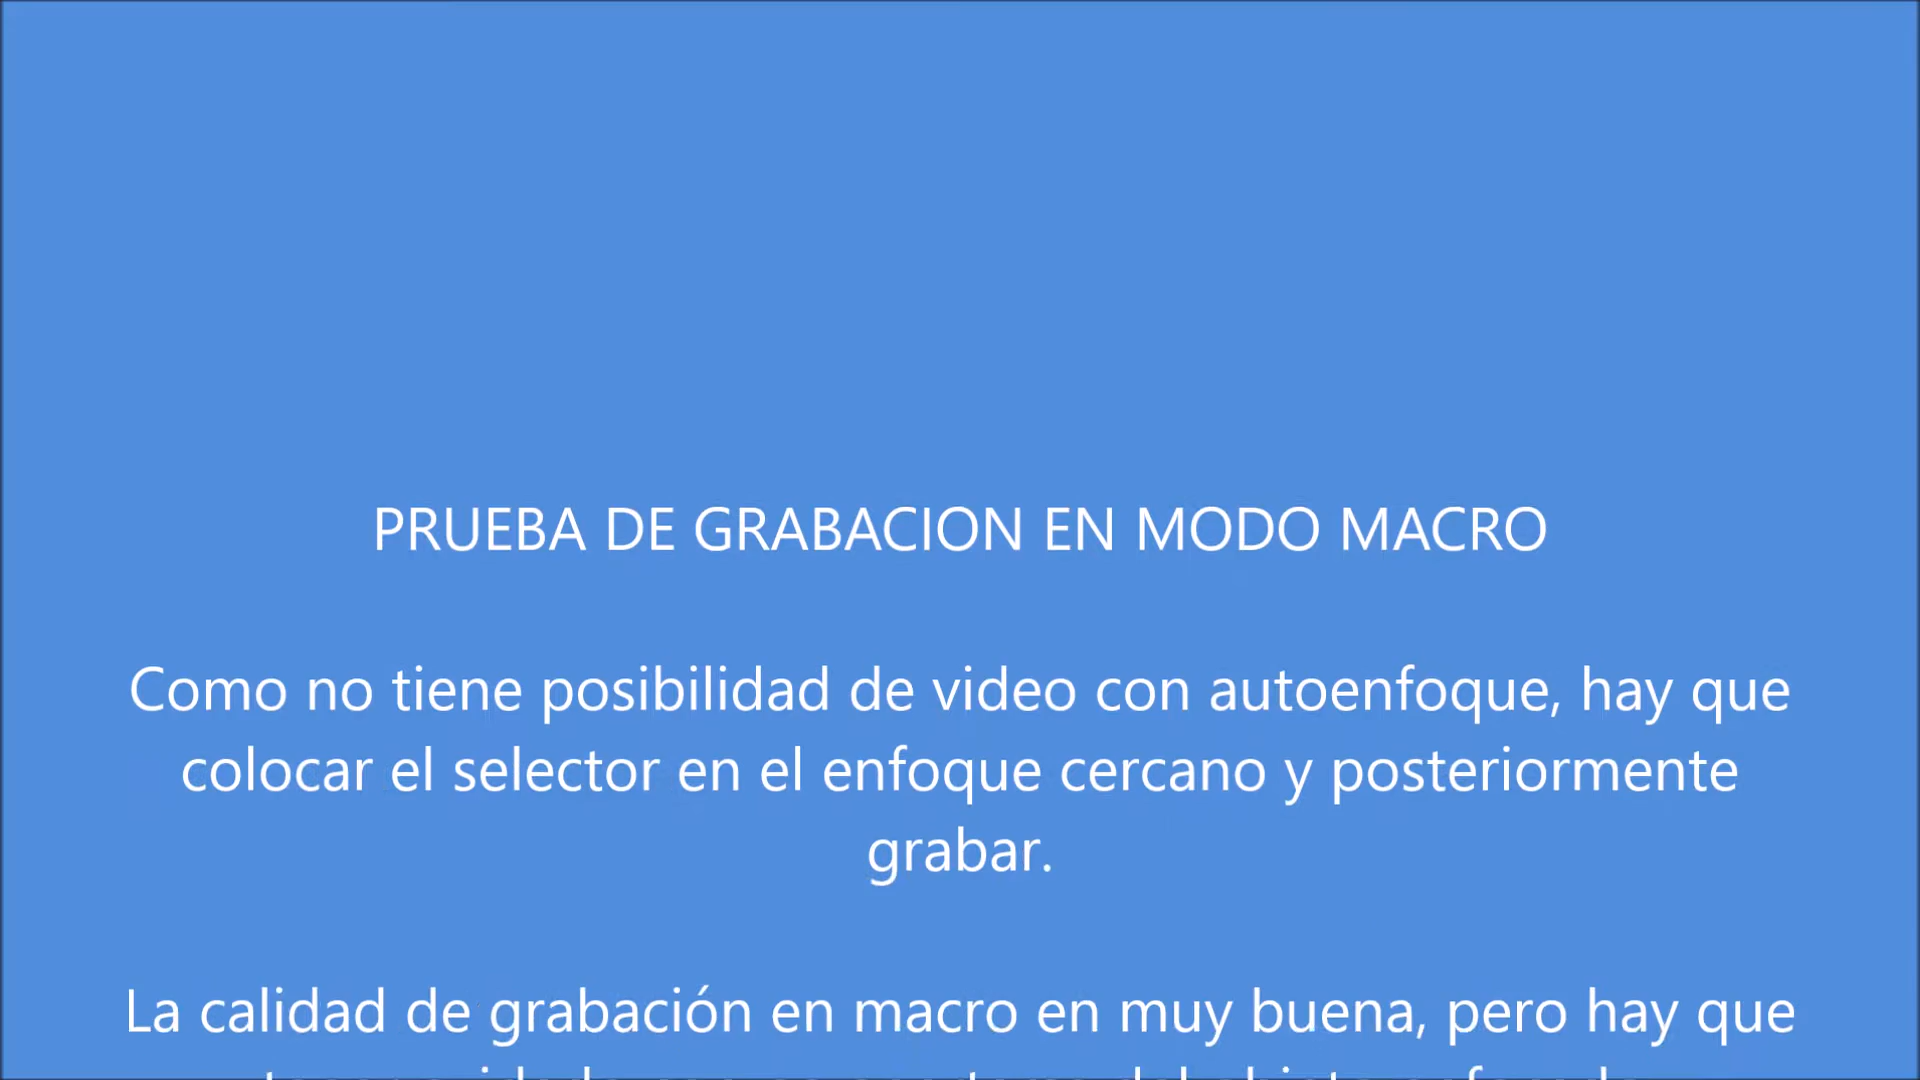 PRUEBA DE GRABACION EN MODO MACRO
Como no tiene posibilidad de video con autoenfoque, hay que
colocar el selector en el enfoque cercano y posteriormente
grabar.
La calidad de grabación en macro en muy buena, pero hay que